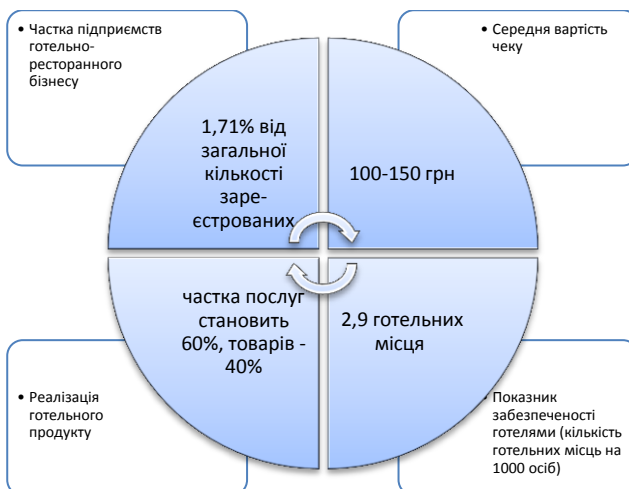 • Частка підприємств
готельно-
ресторанного
бізнесу
• Середня вартість
чеку
1,71% від
загальної
кількості
заре-
єстрованих
100-150 грн
частка послуг
становить
60%, товарів -
40%
2,9 готельних
місця
• Реалізація
готельного
продукту
• Показник
забезпеченості
готелями (кількість
готельних місць на
1000 осіб)